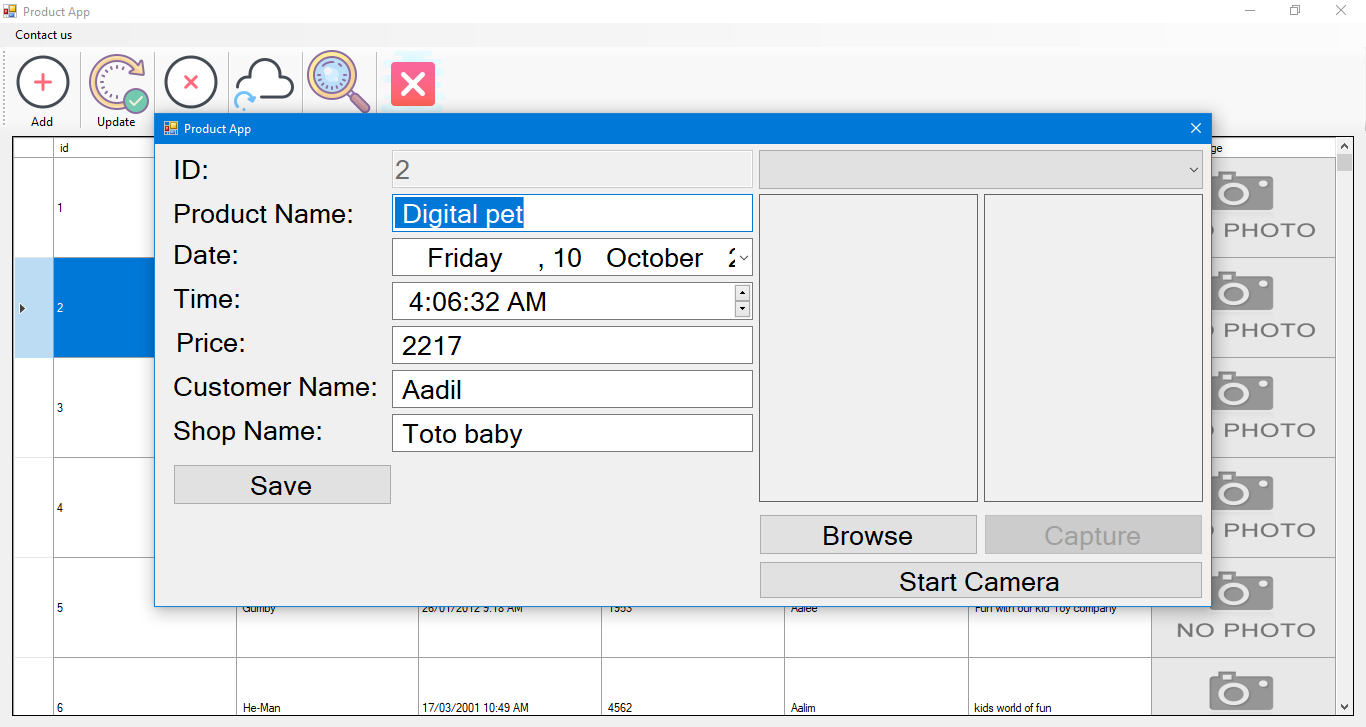 Product App
Contact us
Add
Update
Product App
id
ge
ID:
2
1
PHOTO
Product Name:
Digital pet
Date:
Friday , 10 October
2
PHOTO
Time:
4:06:32 AM
Price:
2217
Customer Name:
Aadil
3
PHOTO
Shop Name:
Toto baby
Save
4
PHOTO
Browse
Capture
Start Camera
5
Gumby
26/01/2012 9:18 AM
1953
Aalee
Fun with our kid Toy company
NO PHOTO
6
He-Man
17/03/2001 10:49 AM
4562
Aalim
kids world of fun